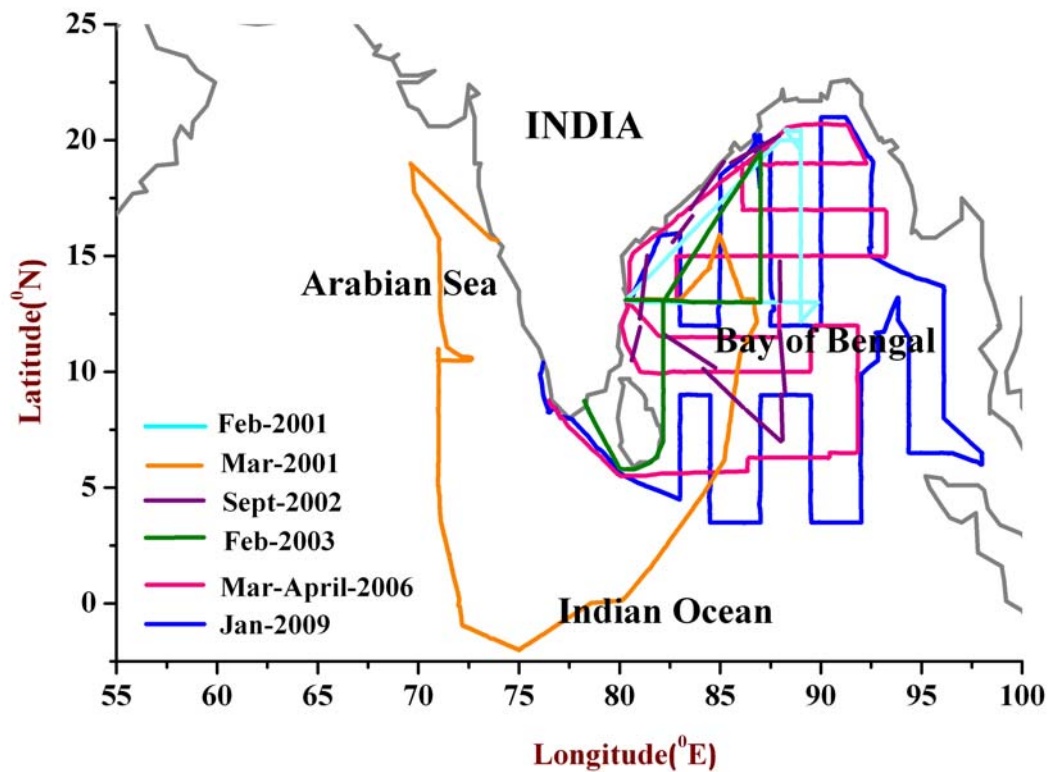 25
20
15
10
5
0
55
60
65
70
75
80
85
90
95
100
Latitude(⁰N)
Longitude(⁰E)
INDIA
Arabian Sea
Bay of Bengal
Indian Ocean
Feb-2001
Mar-2001
Sept-2002
Feb-2003
Mar-April-2006
Jan-2009